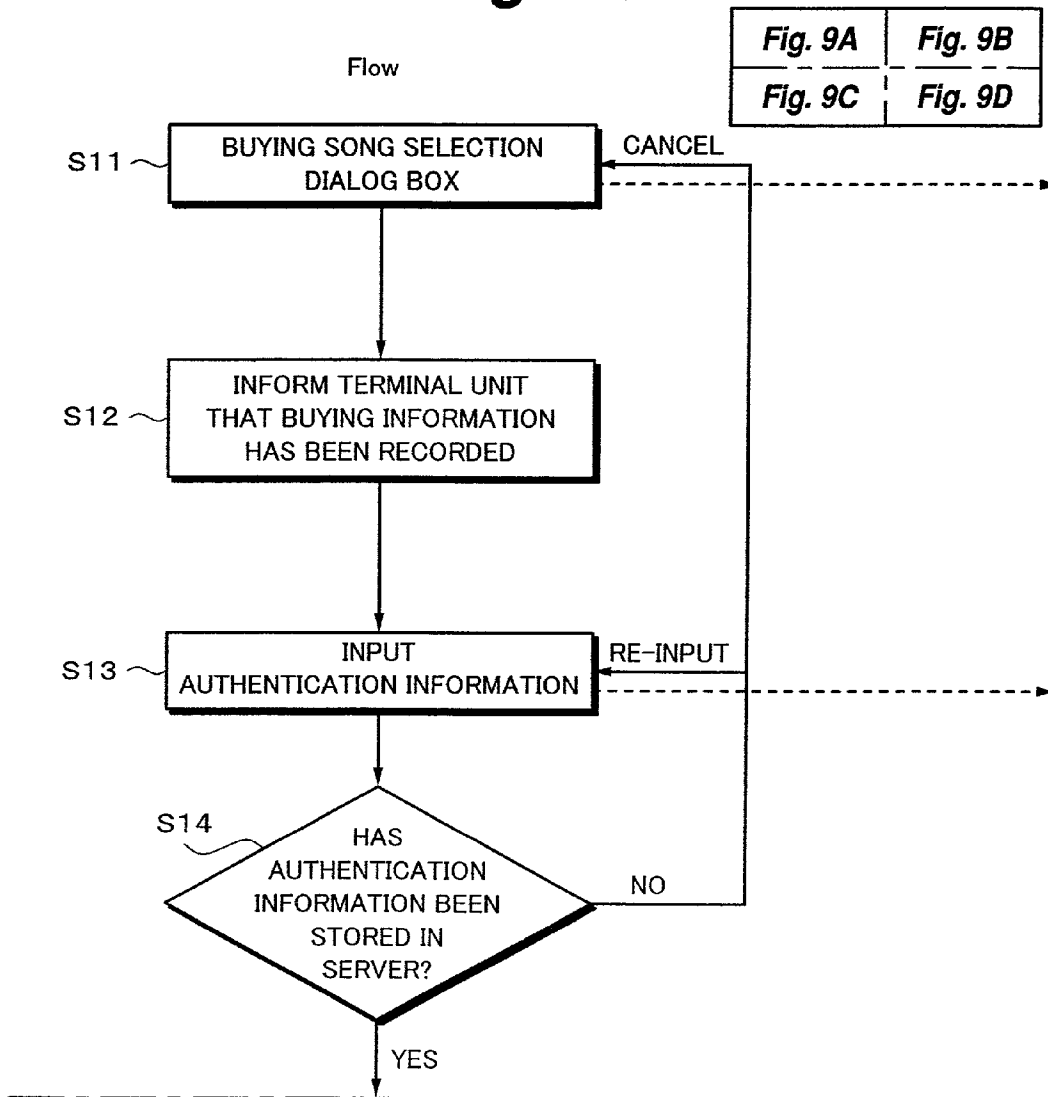 Fig. 9A Fig. 9B
Fig. 9C Fig. 9D
Flow
S11
BUYING SONG SELECTION
DIALOG BOX
CANCEL
S12
INFORM TERMINAL UNIT
THAT BUYING INFORMATION
HAS BEEN RECORDED
S13
INPUT
AUTHENTICATION INFORMATION
RE-INPUT
S14
HAS
AUTHENTICATION
INFORMATION BEEN
STORED IN
SERVER?
NO
YES